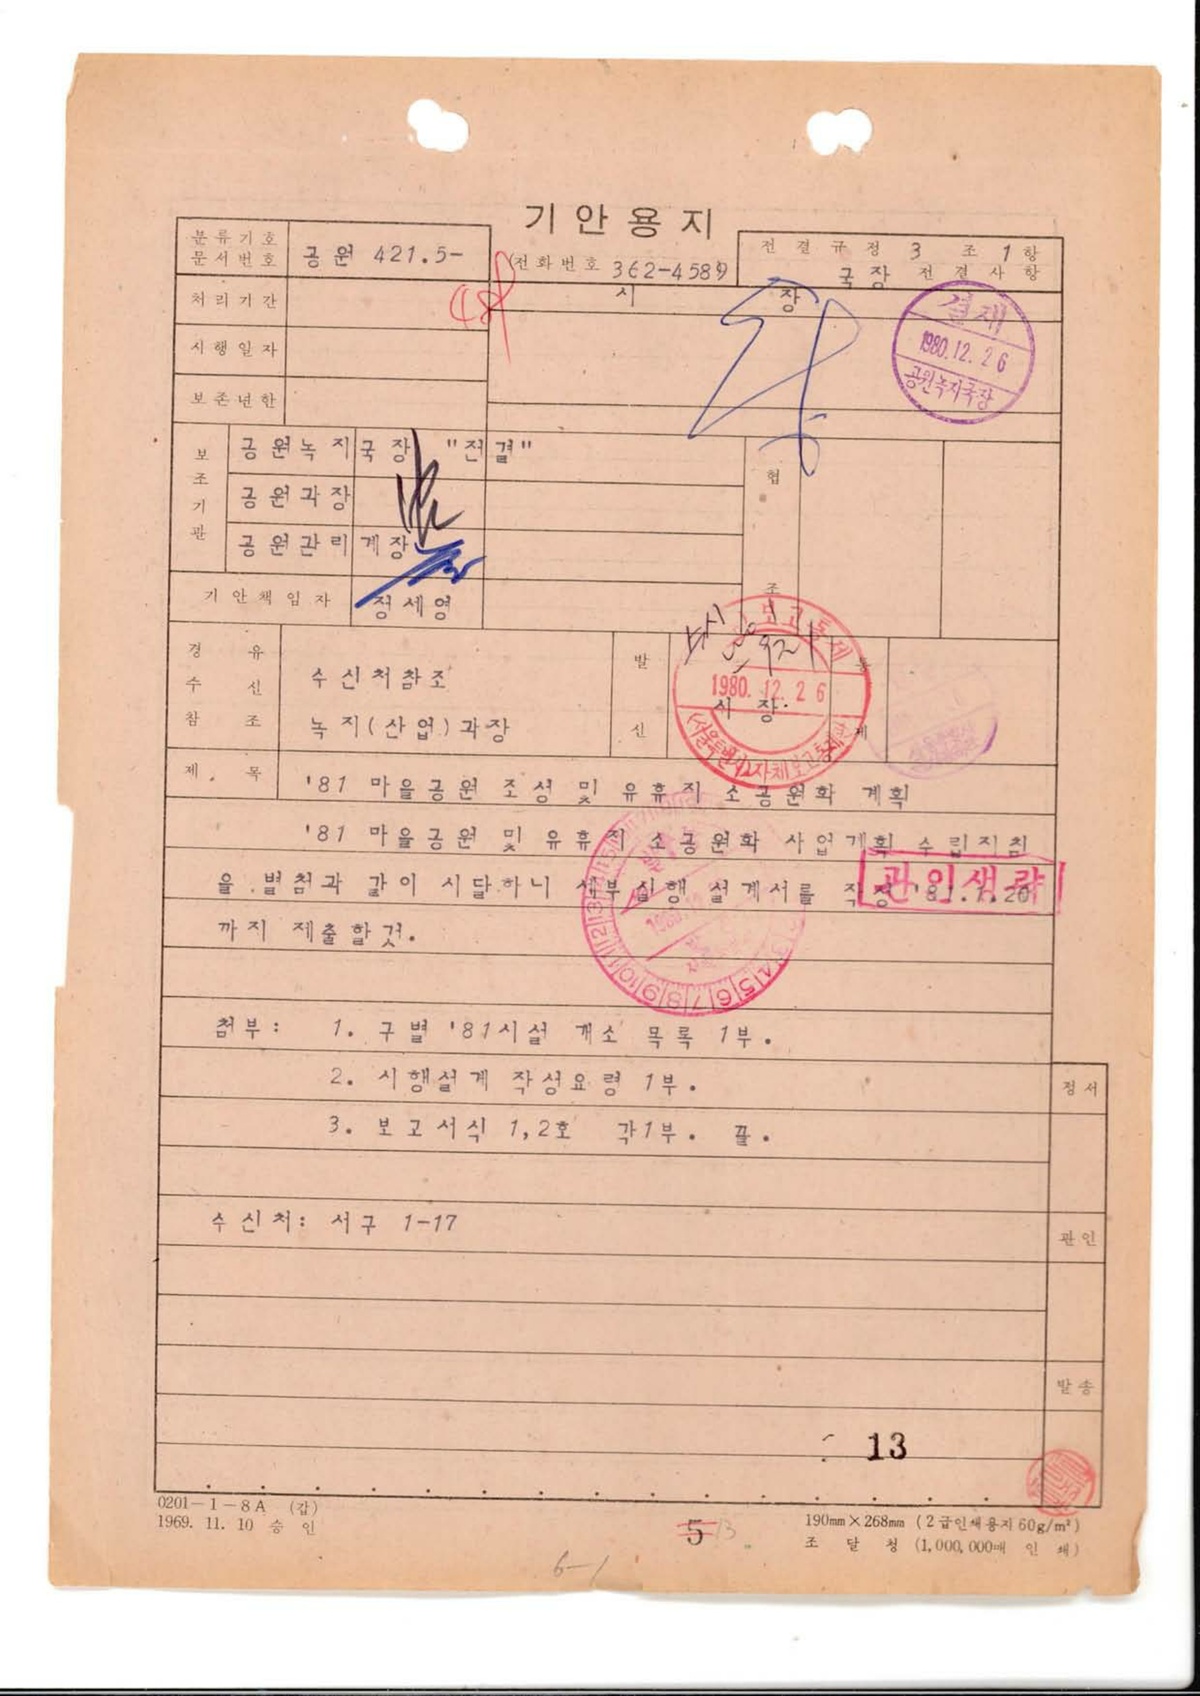 기안용지
분류기호
문서번호
공원 421.5-
(전화번호 362-4589)
전결규정 3 조 1항
국장 전결사항
처리기간
시 장
결재
1980.12.26
공원녹지국장
시행일자
보존년한
보조기관
공원녹지국장 "전결"
공원과장
공원관리계장
협조
기안책임자
정세영
경유
수신
참조
수신처참조
녹지(산업)과장
발신
시장
통제
보고통제
1980. 12. 26
제 목
'81 마을공원 조성 및 유휴지 소공원화 계획
'81 마을공원 및 유휴지 소공원화 사업계획 수립지침
을 별첨과 같이 시달하니 세부실행 설계서를 작성 '81.1.20
까지 제출할것.
관인생략
첨부: 1. 구별 '81시설 개소 목록 1부.
2. 시행설계 작성요령 1부.
3. 보고서식 1,2호 각1부. 끝.
정서
수신처: 서구 1-17
관인
발송
13
0201-1-8A (갑)
1969. 11. 10 승인
5 13
190mm×268mm (2급인쇄용지 60g/m²)
조 달 청 (1,000,000매 인 쇄)
6-1